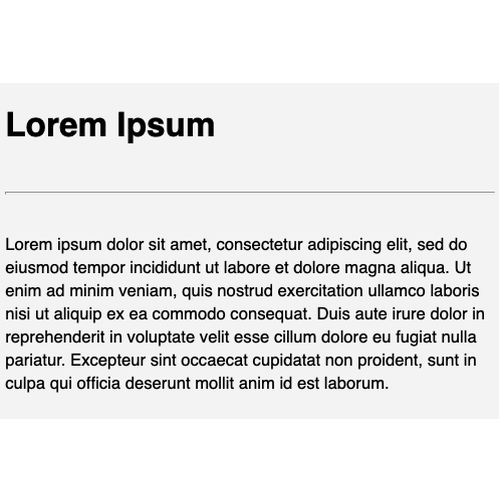 Lorem Ipsum
Lorem ipsum dolor sit amet, consectetur adipiscing elit, sed do
eiusmod tempor incididunt ut labore et dolore magna aliqua. Ut
enim ad minim veniam, quis nostrud exercitation ullamco laboris
nisi ut aliquip ex ea commodo consequat. Duis aute irure dolor in
reprehenderit in voluptate velit esse cillum dolore eu fugiat nulla
pariatur. Excepteur sint occaecat cupidatat non proident, sunt in
culpa qui officia deserunt mollit anim id est laborum.